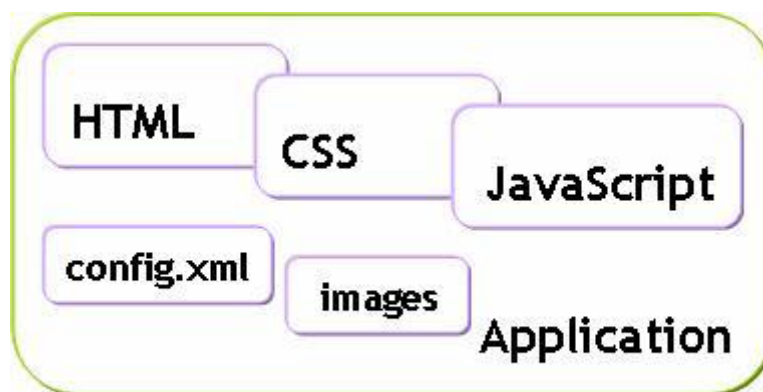 HTML
CSS
JavaScript
config.xml
images
Application